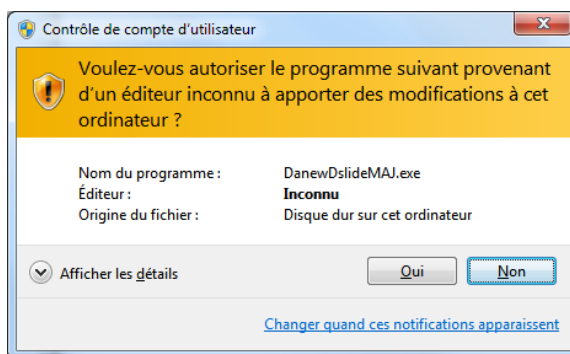 Contrôle de compte d'utilisateur
Voulez-vous autoriser le programme suivant provenant
d'un éditeur inconnu à apporter des modifications à cet
ordinateur ?
Nom du programme : DanewDslideMAJ.exe
Éditeur : Inconnu
Origine du fichier : Disque dur sur cet ordinateur
Afficher les détails Oui Non
Changer quand ces notifications apparaissent